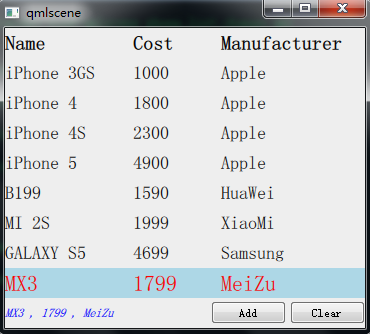 qmlscene
Name Cost Manufacturer
iPhone 3GS 1000 Apple
iPhone 4 1800 Apple
iPhone 4S 2300 Apple
iPhone 5 4900 Apple
B199 1590 HuaWei
MI 2S 1999 XiaoMi
GALAXY S5 4699 Samsung
MX3 1799 MeiZu
MX3 , 1799 , MeiZu Add Clear